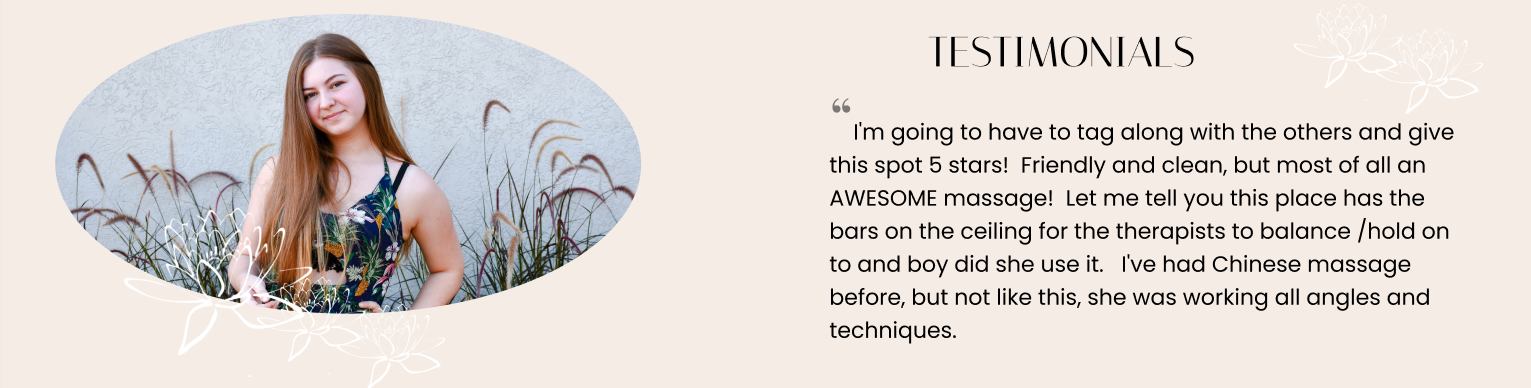 TESTIMONIALS
“
I'm going to have to tag along with the others and give
this spot 5 stars!  Friendly and clean, but most of all an
AWESOME massage!  Let me tell you this place has the
bars on the ceiling for the therapists to balance /hold on
to and boy did she use it.   I've had Chinese massage
before, but not like this, she was working all angles and
techniques.